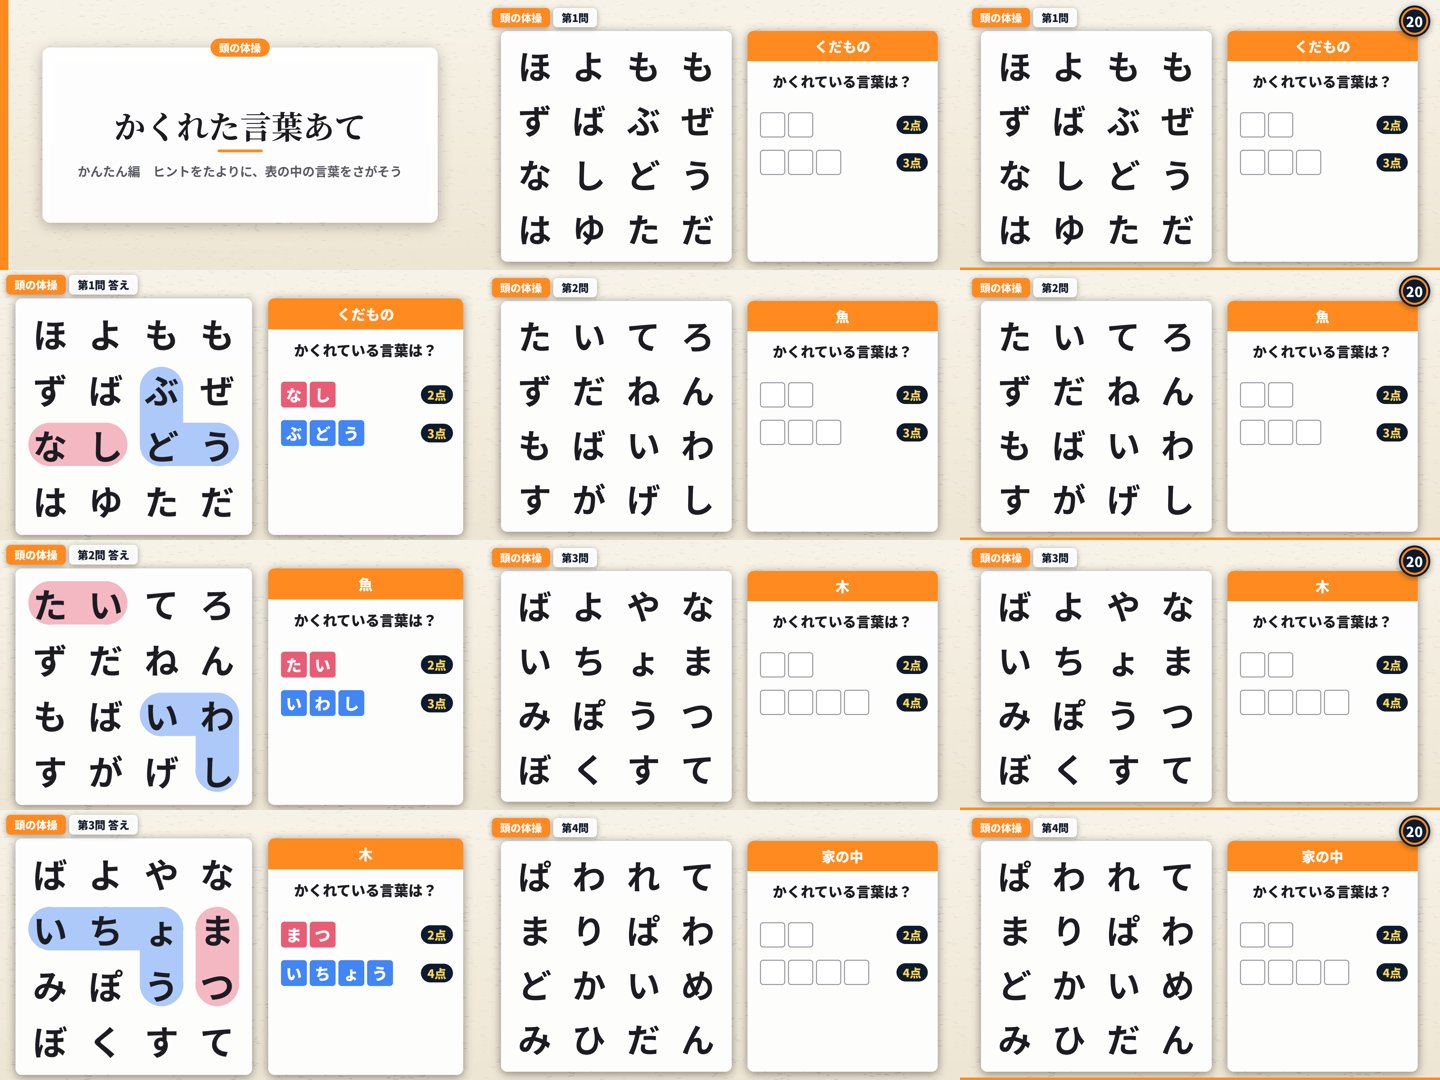 頭の体操
かくれた言葉あて
かんたん編　ヒントをたよりに、表の中の言葉をさがそう
頭の体操 第1問
ほ よ も も
ず ば ぶ ぜ
な し ど う
は ゆ た だ
くだもの
かくれている言葉は？
2点
3点
頭の体操 第1問
20
ほ よ も も
ず ば ぶ ぜ
な し ど う
は ゆ た だ
くだもの
かくれている言葉は？
2点
3点
頭の体操 第1問 答え
ほ よ も も
ず ば ぶ ぜ
な し ど う
は ゆ た だ
くだもの
かくれている言葉は？
なし 2点
ぶどう 3点
頭の体操 第2問
た い て ろ
ず だ ね ん
も ば い わ
す が げ し
魚
かくれている言葉は？
2点
3点
頭の体操 第2問
20
た い て ろ
ず だ ね ん
も ば い わ
す が げ し
魚
かくれている言葉は？
2点
3点
頭の体操 第2問 答え
た い て ろ
ず だ ね ん
も ば い わ
す が げ し
魚
かくれている言葉は？
たい 2点
いわし 3点
頭の体操 第3問
ば よ や な
い ち ょ ま
み ぽ う つ
ぼ く す て
木
かくれている言葉は？
2点
4点
頭の体操 第3問
20
ば よ や な
い ち ょ ま
み ぽ う つ
ぼ く す て
木
かくれている言葉は？
2点
4点
頭の体操 第3問 答え
ば よ や な
い ち ょ ま
み ぽ う つ
ぼ く す て
木
かくれている言葉は？
まつ 2点
いちょう 4点
頭の体操 第4問
ぱ わ れ て
ま り ぱ わ
ど か い め
み ひ だ ん
家の中
かくれている言葉は？
2点
4点
頭の体操 第4問
20
ぱ わ れ て
ま り ぱ わ
ど か い め
み ひ だ ん
家の中
かくれている言葉は？
2点
4点